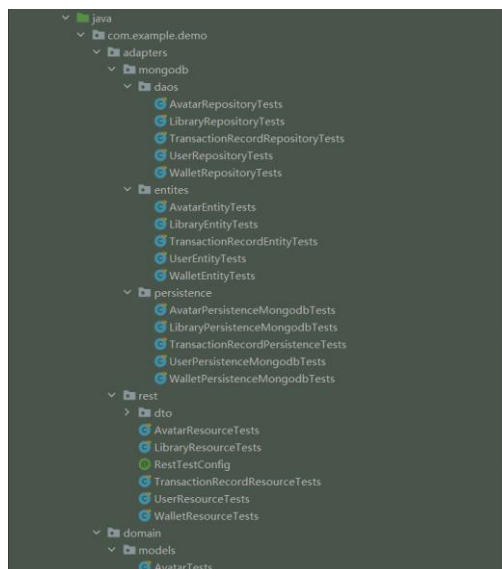 java
com.example.demo
adapters
mongodb
daos
AvatarRepositoryTests
LibraryRepositoryTests
TransactionRecordRepositoryTests
UserRepositoryTests
WalletRepositoryTests
entites
AvatarEntityTests
LibraryEntityTests
TransactionRecordEntityTests
UserEntityTests
WalletEntityTests
persistence
AvatarPersistenceMongodbTests
LibraryPersistenceMongodbTests
TransactionRecordPersistenceTests
UserPersistenceMongodbTests
WalletPersistenceMongodbTests
rest
dto
AvatarResourceTests
LibraryResourceTests
RestTestConfig
TransactionRecordResourceTests
UserResourceTests
WalletResourceTests
domain
models
AvatarTests